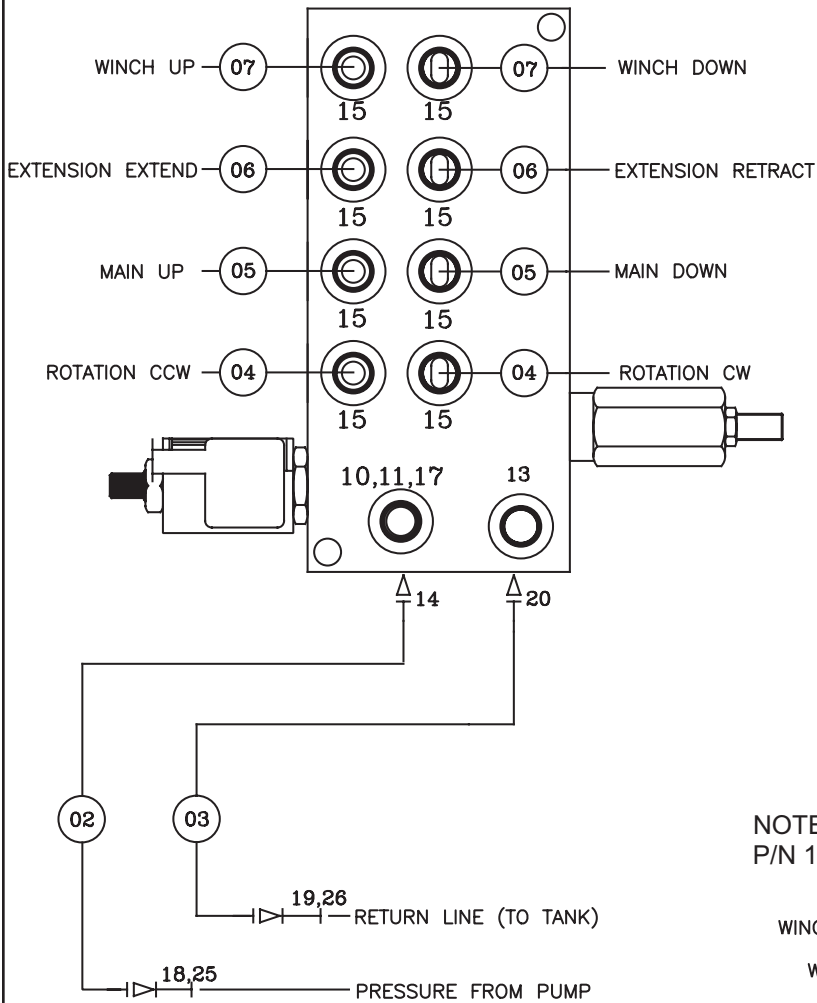 WINCH UP 07 07 WINCH DOWN
15 15
EXTENSION EXTEND 06 06 EXTENSION RETRACT
15 15
MAIN UP 05 05 MAIN DOWN
15 15
ROTATION CCW 04 04 ROTATION CW
15 15
10,11,17 13
14 20
02 03
NOTE
P/N 1
19,26 RETURN LINE (TO TANK)
WINC
W
18,25 PRESSURE FROM PUMP